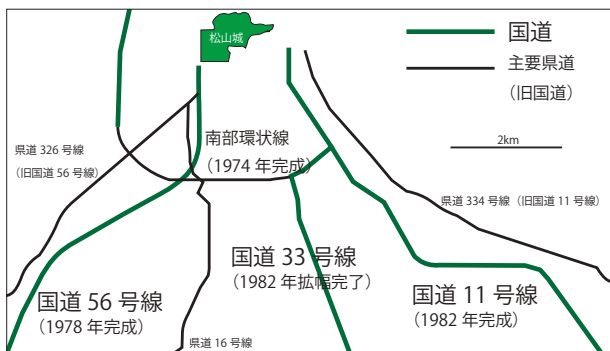 松山城
国道
主要県道
（旧国道）
2km
南部環状線
（1974 年完成）
県道 326 号線
（旧国道 56 号線）
県道 334 号線（旧国道 11 号線）
国道 33 号線
（1982 年拡幅完了）
国道 56 号線
（1978 年完成）
国道 11 号線
（1982 年完成）
県道 16 号線